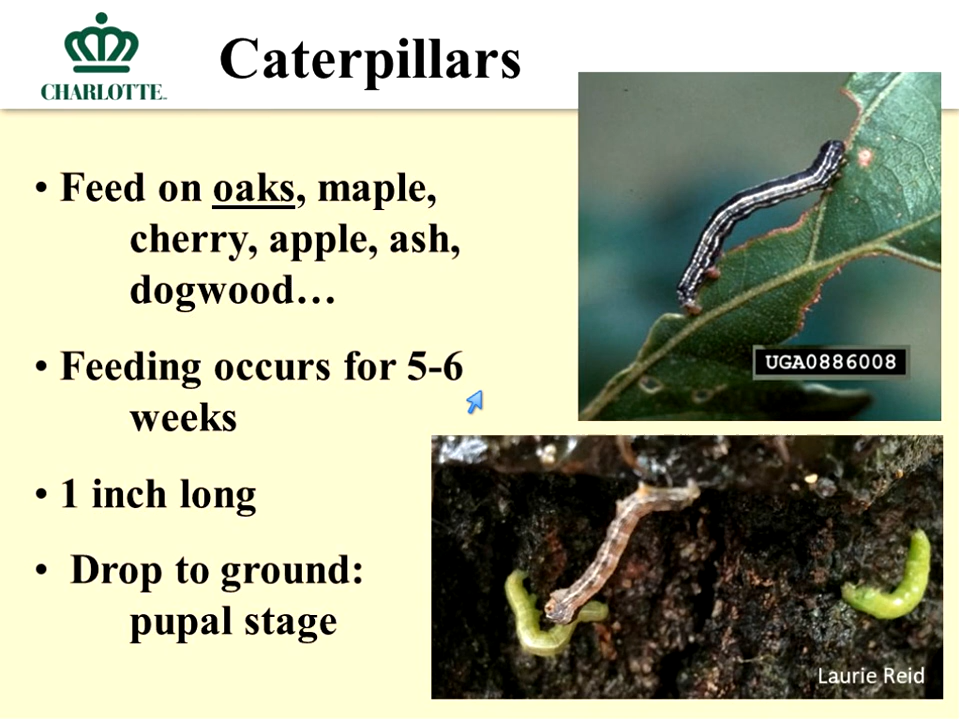 CHARLOTTE™
Caterpillars
• Feed on oaks, maple,
cherry, apple, ash,
dogwood…
• Feeding occurs for 5-6
weeks
• 1 inch long
• Drop to ground:
pupal stage
UGA0886008
Laurie Reid